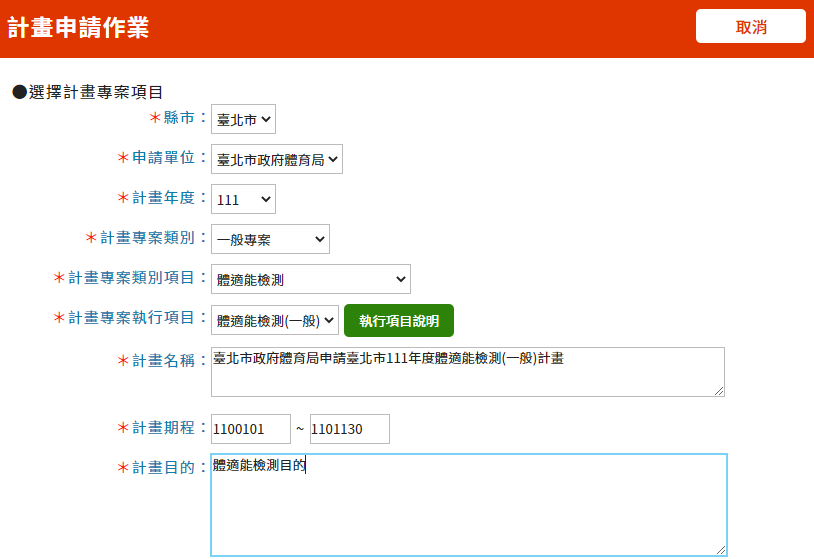 計畫申請作業
取消
●選擇計畫專案項目
＊縣市：臺北市
＊申請單位：臺北市政府體育局
＊計畫年度：111
＊計畫專案類別：一般專案
＊計畫專案類別項目：體適能檢測
＊計畫專案執行項目：體適能檢測(一般) 執行項目說明
＊計畫名稱：臺北市政府體育局申請臺北市111年度體適能檢測(一般)計畫
＊計畫期程：1100101 ~ 1101130
＊計畫目的：體適能檢測目的